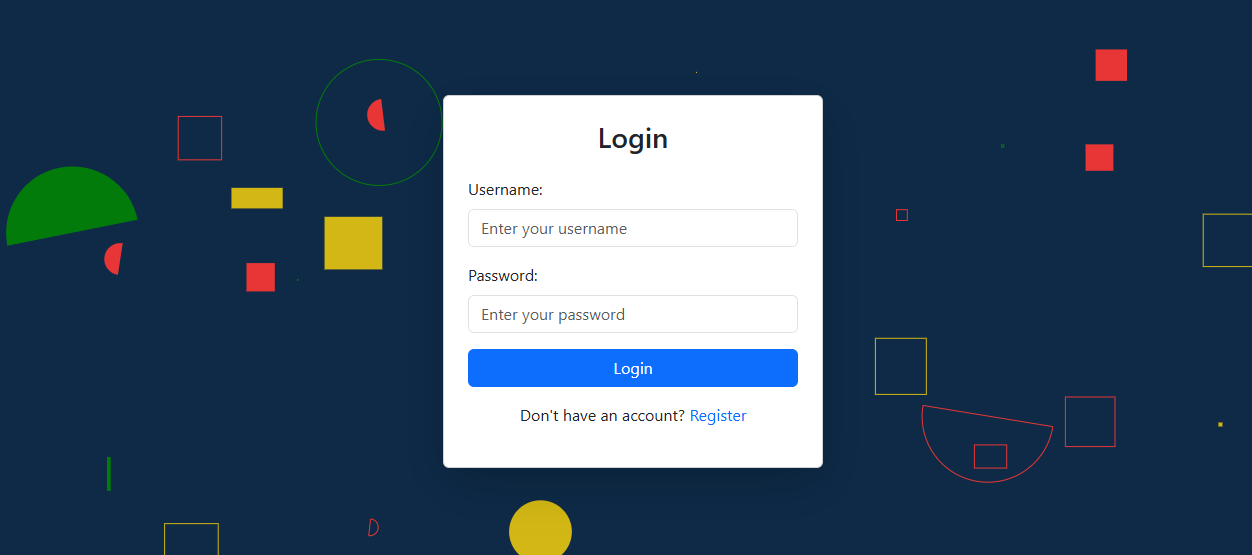 Login
Username:
Enter your username
Password:
Enter your password
Login
Don't have an account? Register